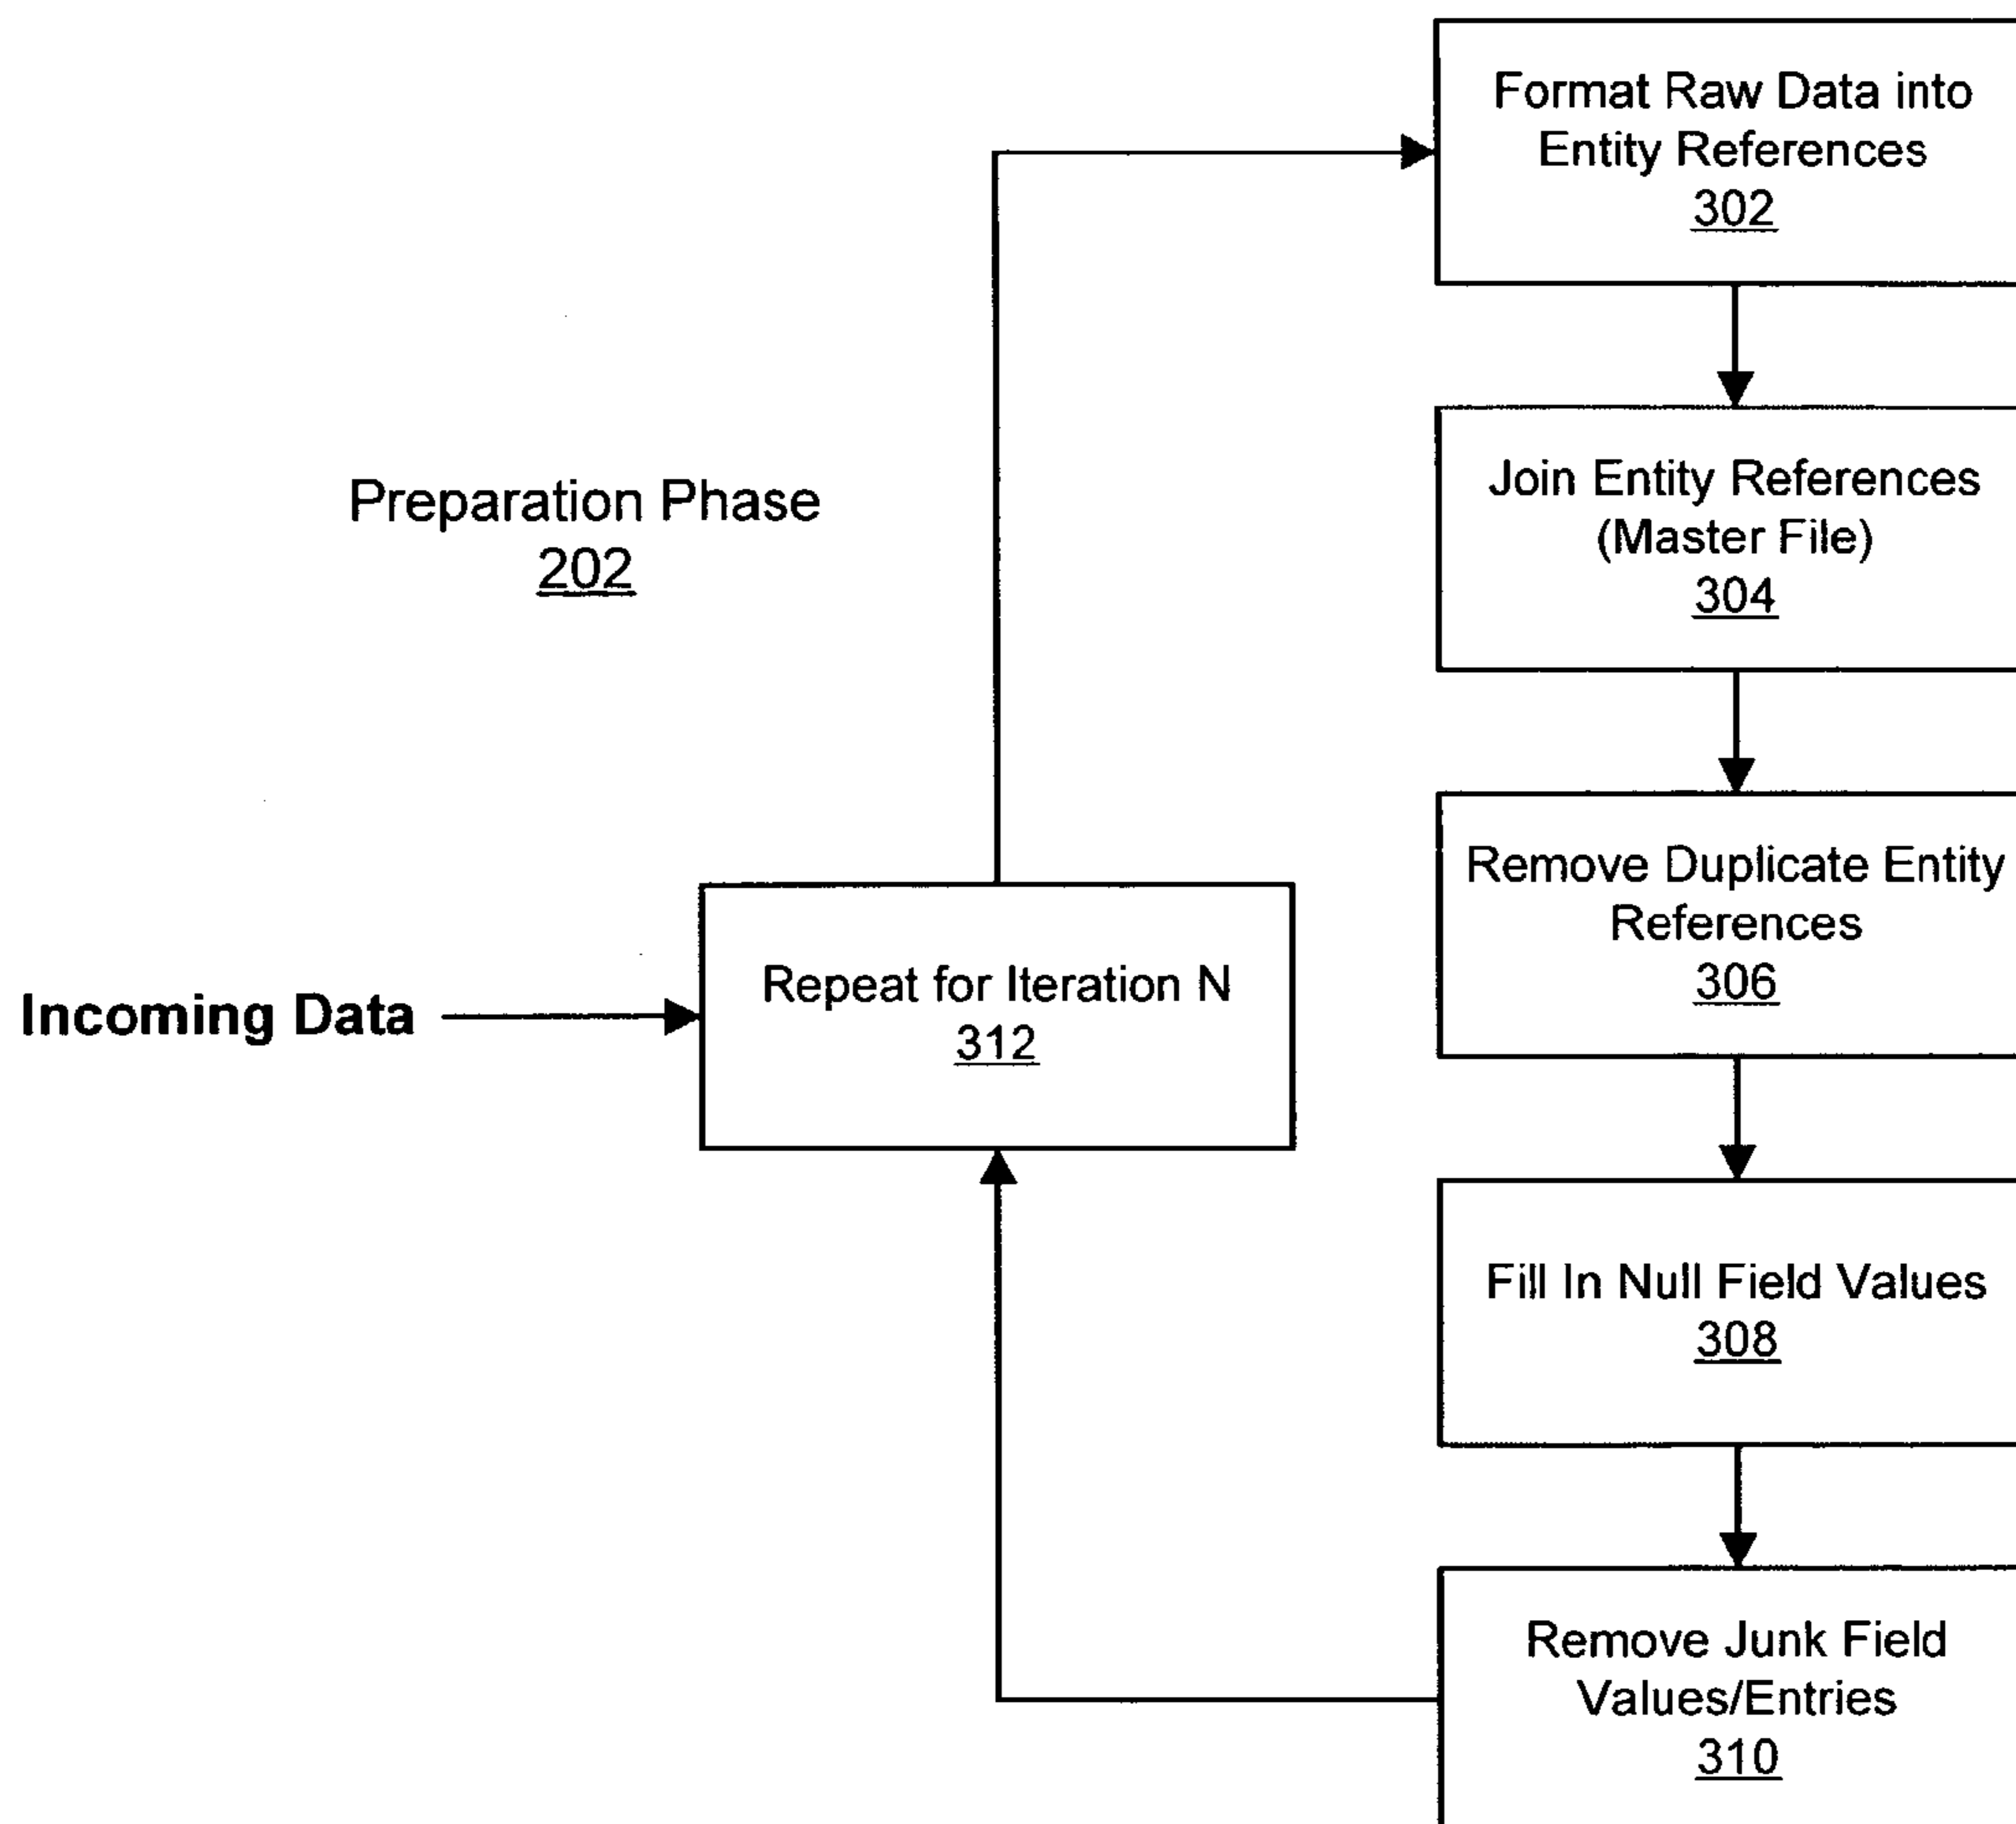 Format Raw Data into
Entity References
302
Join Entity References
(Master File)
304
Preparation Phase
202
Remove Duplicate Entity
References
306
Incoming Data
Repeat for Iteration N
312
Fill In Null Field Values
308
Remove Junk Field
Values/Entries
310